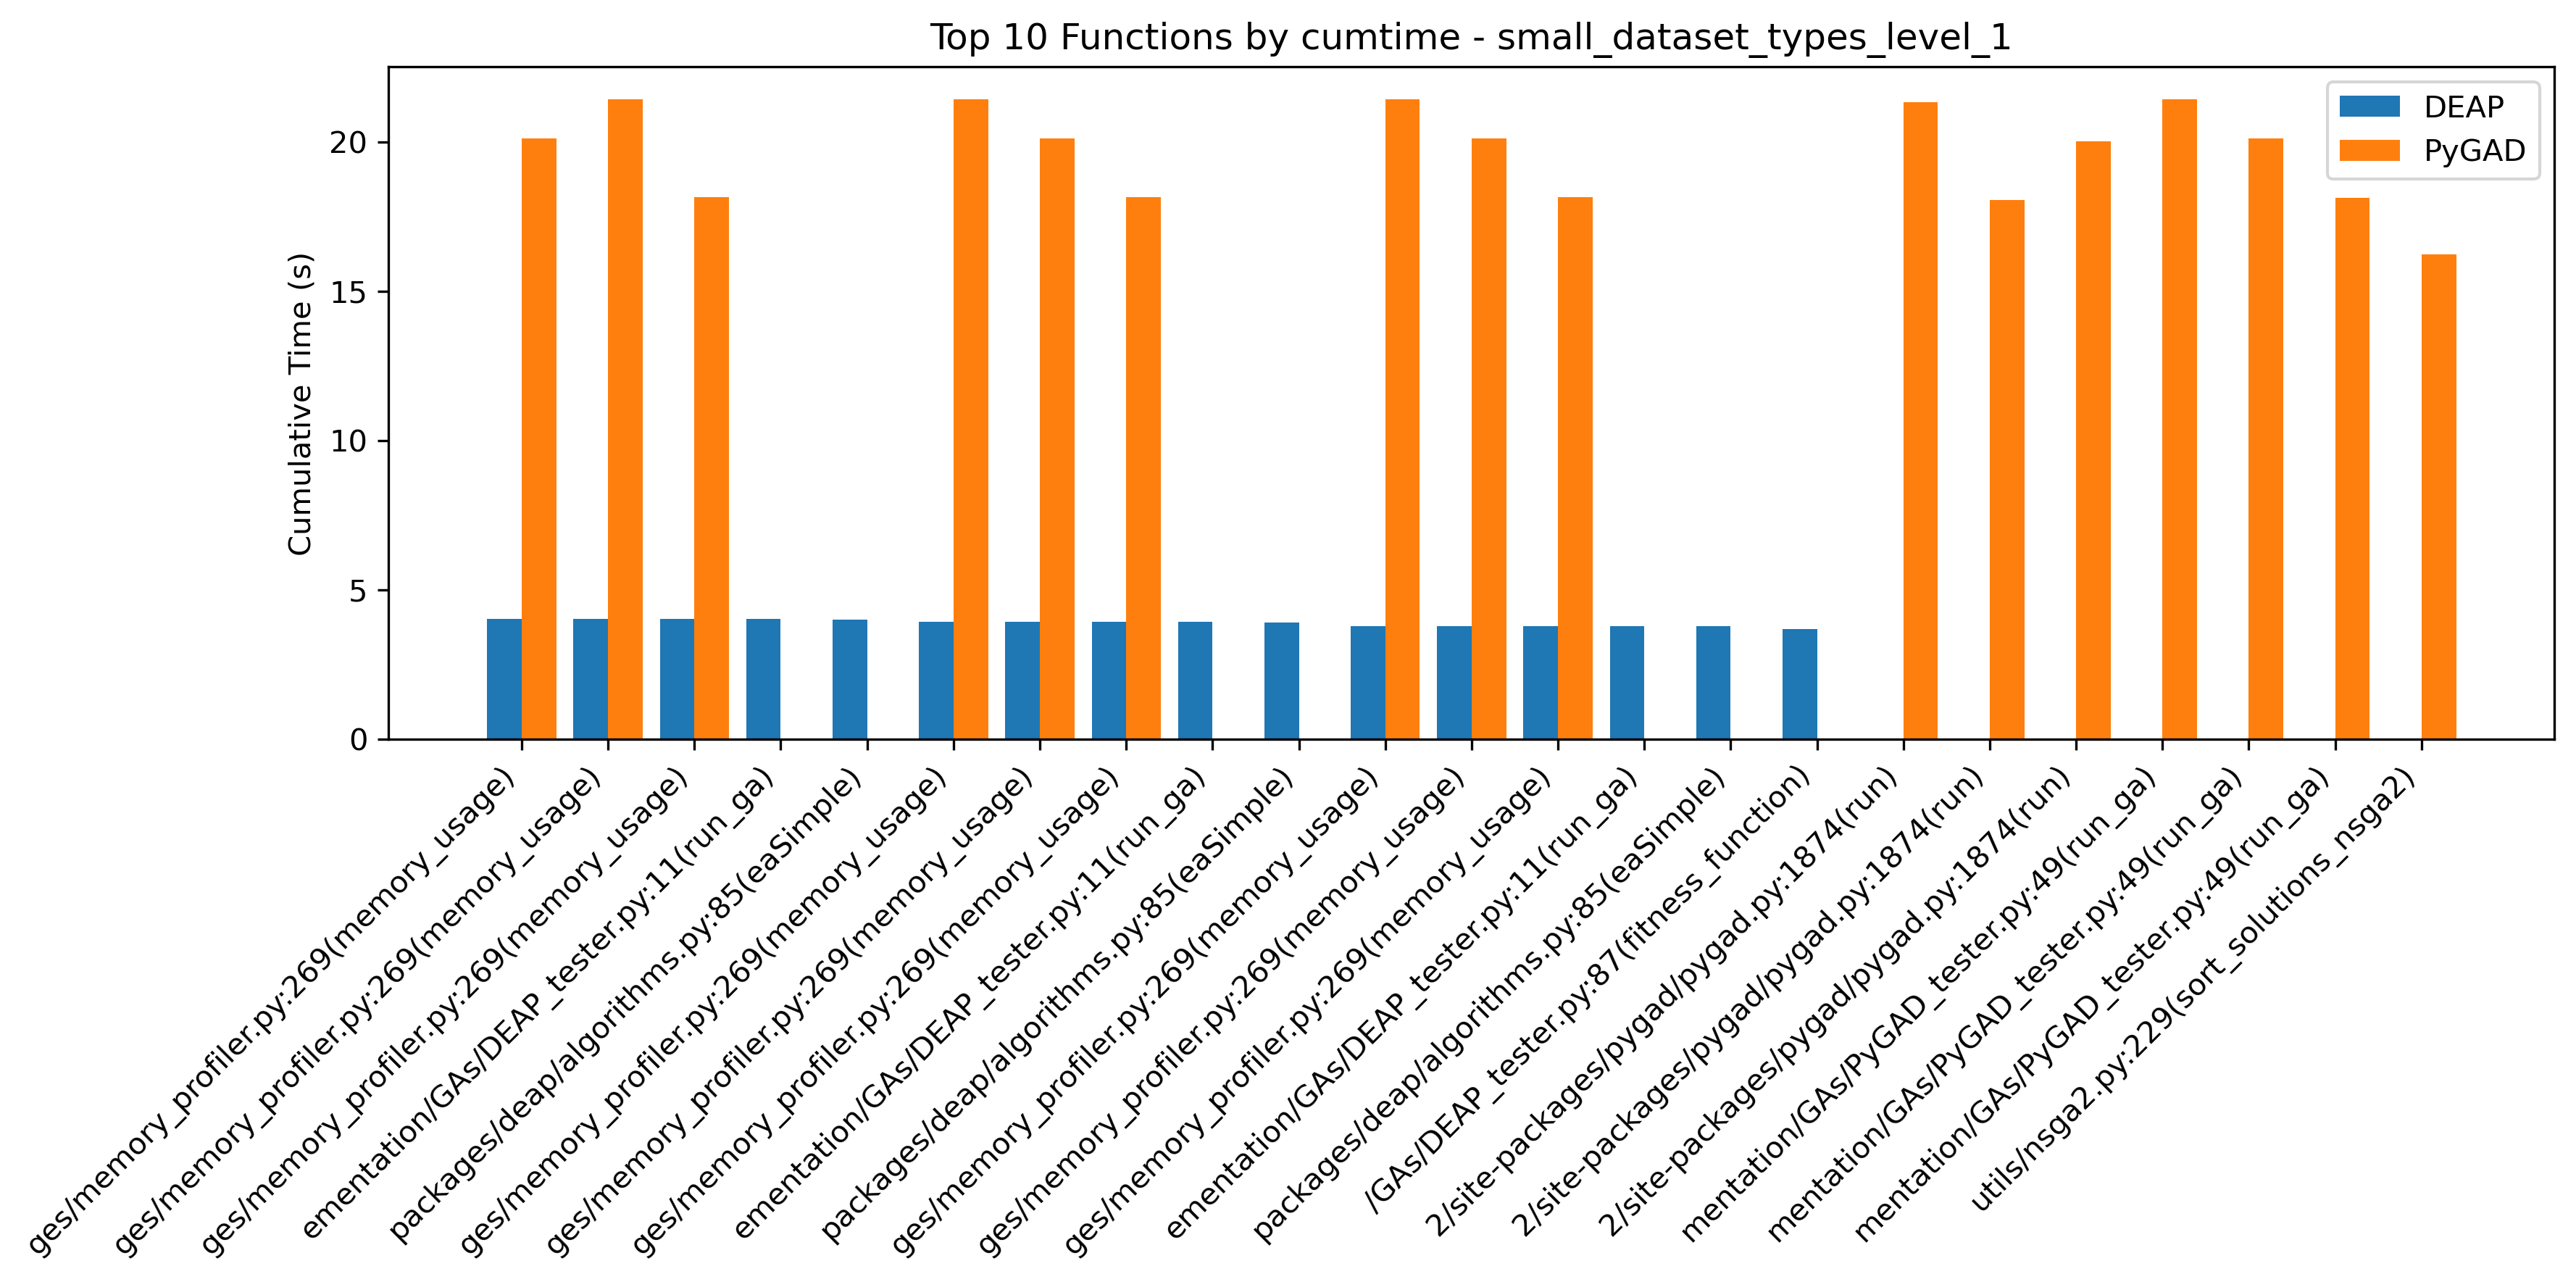 Top 10 Functions by cumtime - small_dataset_types_level_1
DEAP
PyGAD
Cumulative Time (s)
20
15
10
5
0
ges/memory_profiler.py:269(memory_usage)
ges/memory_profiler.py:269(memory_usage)
ges/memory_profiler.py:269(memory_usage)
ementation/GAs/DEAP_tester.py:11(run_ga)
packages/deap/algorithms.py:85(eaSimple)
ges/memory_profiler.py:269(memory_usage)
ges/memory_profiler.py:269(memory_usage)
ges/memory_profiler.py:269(memory_usage)
ementation/GAs/DEAP_tester.py:11(run_ga)
packages/deap/algorithms.py:85(eaSimple)
ges/memory_profiler.py:269(memory_usage)
ges/memory_profiler.py:269(memory_usage)
ges/memory_profiler.py:269(memory_usage)
ementation/GAs/DEAP_tester.py:11(run_ga)
packages/deap/algorithms.py:85(eaSimple)
/GAs/DEAP_tester.py:87(fitness_function)
2/site-packages/pygad/pygad.py:1874(run)
2/site-packages/pygad/pygad.py:1874(run)
2/site-packages/pygad/pygad.py:1874(run)
mentation/GAs/PyGAD_tester.py:49(run_ga)
mentation/GAs/PyGAD_tester.py:49(run_ga)
mentation/GAs/PyGAD_tester.py:49(run_ga)
utils/nsga2.py:229(sort_solutions_nsga2)